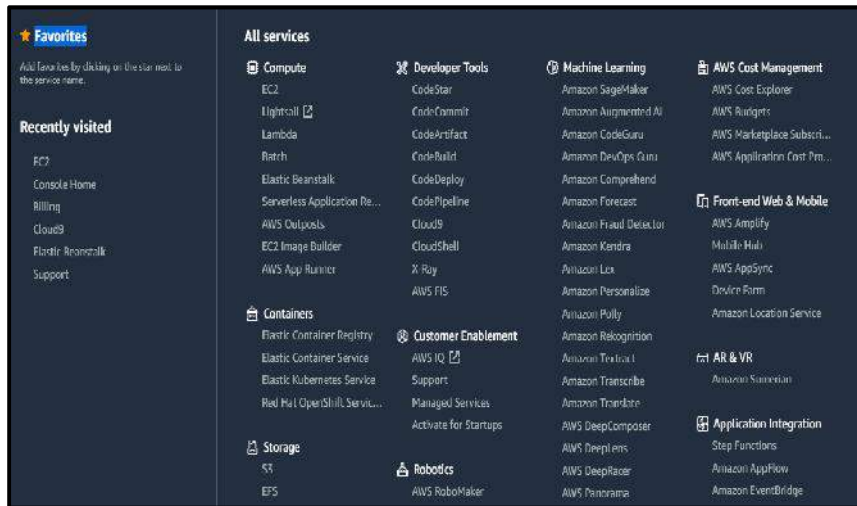 Favorites
Add favorites by clicking on the star next to
the service name.
Recently visited
EC2
Console Home
Billing
Cloud9
Elastic Beanstalk
Support
All services
Compute
EC2
Lightsail
Lambda
Batch
Elastic Beanstalk
Serverless Application Re...
AWS Outposts
EC2 Image Builder
AWS App Runner
Containers
Elastic Container Registry
Elastic Container Service
Elastic Kubernetes Service
Red Hat OpenShift Servic...
Storage
S3
EFS
Developer Tools
CodeStar
CodeCommit
CodeArtifact
CodeBuild
CodeDeploy
CodePipeline
Cloud9
CloudShell
X-Ray
AWS FIS
Customer Enablement
AWS IQ
Support
Managed Services
Activate for Startups
Robotics
AWS RoboMaker
Machine Learning
Amazon SageMaker
Amazon Augmented AI
Amazon CodeGuru
Amazon DevOps Guru
Amazon Comprehend
Amazon Forecast
Amazon Fraud Detector
Amazon Kendra
Amazon Lex
Amazon Personalize
Amazon Polly
Amazon Rekognition
Amazon Textract
Amazon Transcribe
Amazon Translate
AWS DeepComposer
AWS DeepLens
AWS DeepRacer
AWS Panorama
AWS Cost Management
AWS Cost Explorer
AWS Budgets
AWS Marketplace Subscri...
AWS Application Cost Pro...
Front-end Web & Mobile
AWS Amplify
Mobile Hub
AWS AppSync
Device Farm
Amazon Location Service
AR & VR
Amazon Sumerian
Application Integration
Step Functions
Amazon AppFlow
Amazon EventBridge